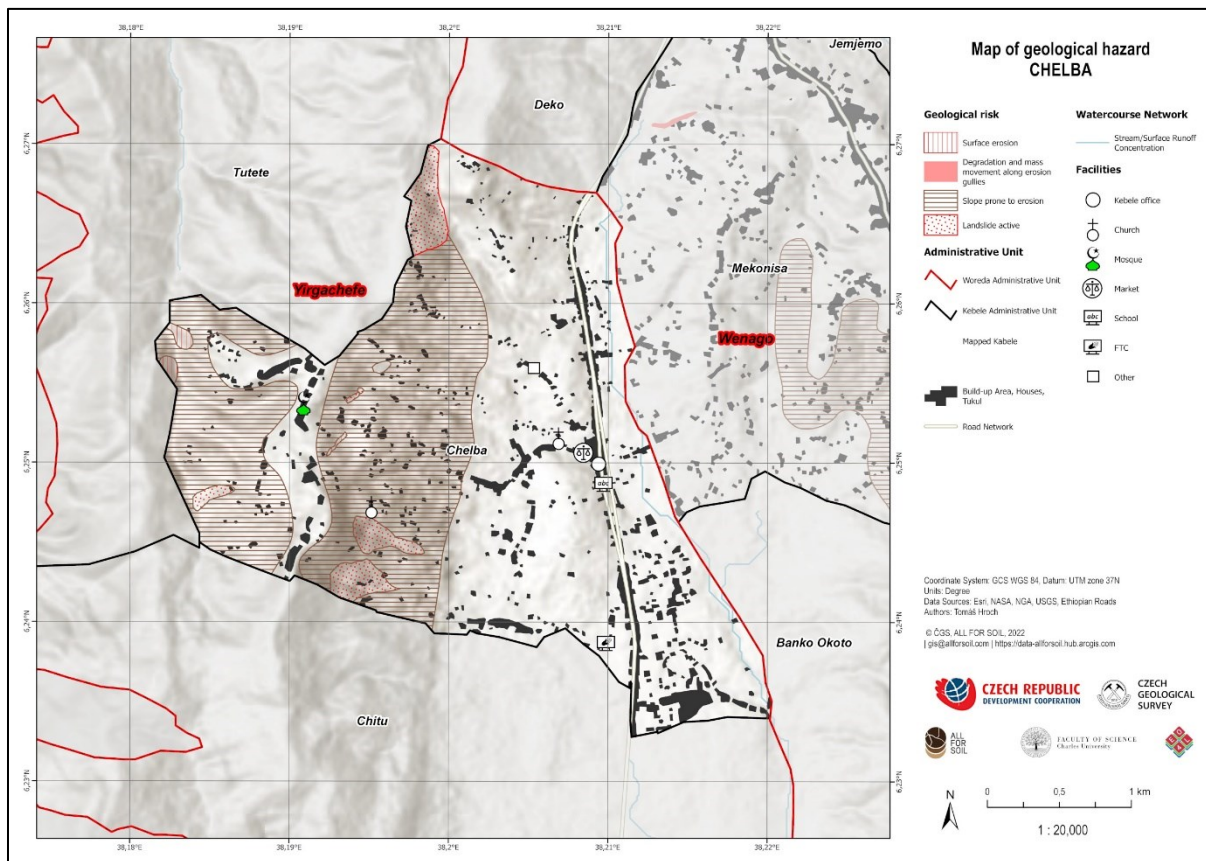 Map of geological hazard
CHELBA
38,18°E
38,19°E
38,2°E
38,21°E
38,22°E
6,27°N
6,26°N
6,25°N
6,24°N
6,23°N
6,27°N
6,26°N
6,25°N
6,24°N
6,23°N
38,18°E
38,19°E
38,2°E
38,21°E
38,22°E
Jemjemo
Deko
Tutete
Mekonisa
Yirgachefe
Wenago
Chelba
Banko Okoto
Chitu
abc
Geological risk
Surface erosion
Degradation and mass
movement along erosion
gullies
Slope prone to erosion
Landslide active
Administrative Unit
Woreda Administrative Unit
Kebele Administrative Unit
Mapped Kabele
Build-up Area, Houses,
Tukul
Road Network
Watercourse Network
Stream/Surface Runoff
Concentration
Facilities
Kebele office
Church
Mosque
Market
abc
School
FTC
Other
Coordinate System: GCS WGS 84, Datum: UTM zone 37N
Units: Degree
Data Sources: Esri, NASA, NGA, USGS, Ethiopian Roads
Authors: Tomáš Hroch
© ČGS, ALL FOR SOIL, 2022
| gis@allforsoil.com | https://data-allforsoil.hub.arcgis.com
CZECH REPUBLIC
DEVELOPMENT COOPERATION
CZECH
GEOLOGICAL
SURVEY
ALL
FOR
SOIL
FACULTY OF SCIENCE
Charles University
N
0 0,5 1 km
1 : 20,000